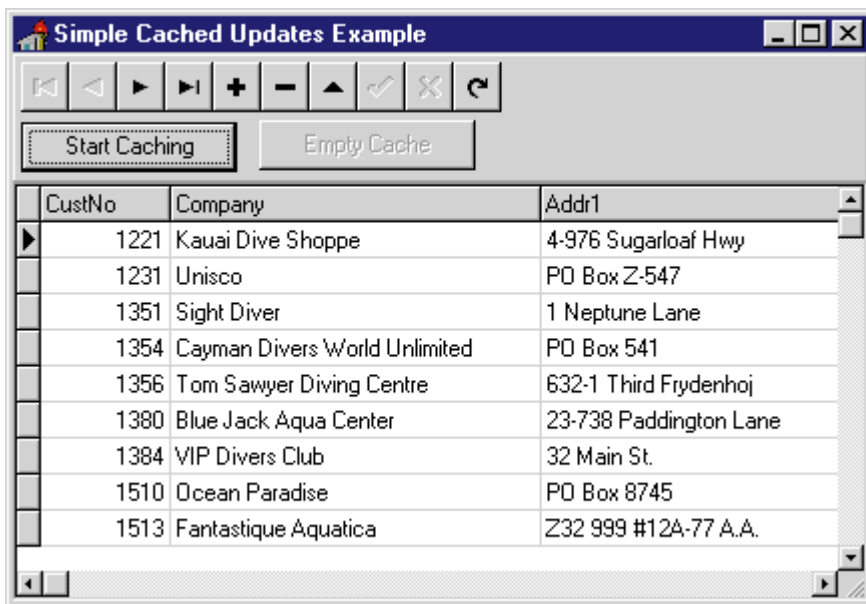 Simple Cached Updates Example
Start Caching Empty Cache
CustNo Company Addr1
1221 Kauai Dive Shoppe 4-976 Sugarloaf Hwy
1231 Unisco PO Box Z-547
1351 Sight Diver 1 Neptune Lane
1354 Cayman Divers World Unlimited PO Box 541
1356 Tom Sawyer Diving Centre 632-1 Third Frydenhoj
1380 Blue Jack Aqua Center 23-738 Paddington Lane
1384 VIP Divers Club 32 Main St.
1510 Ocean Paradise PO Box 8745
1513 Fantastique Aquatica Z32 999 #12A-77 A.A.